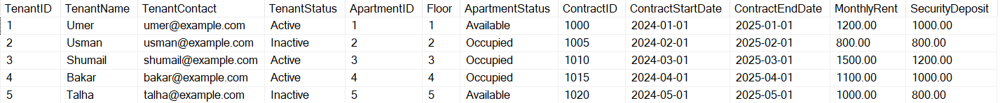 TenantID TenantName TenantContact TenantStatus ApartmentID Floor ApartmentStatus ContractID ContractStartDate ContractEndDate MonthlyRent SecurityDeposit
1 Umer umer@example.com Active 1 1 Available 1000 2024-01-01 2025-01-01 1200.00 1000.00
2 Usman usman@example.com Inactive 2 2 Occupied 1005 2024-02-01 2025-02-01 800.00 800.00
3 Shumail shumail@example.com Active 3 3 Occupied 1010 2024-03-01 2025-03-01 1500.00 1200.00
4 Bakar bakar@example.com Active 4 4 Occupied 1015 2024-04-01 2025-04-01 1100.00 1000.00
5 Talha talha@example.com Inactive 5 5 Available 1020 2024-05-01 2025-05-01 1000.00 800.00